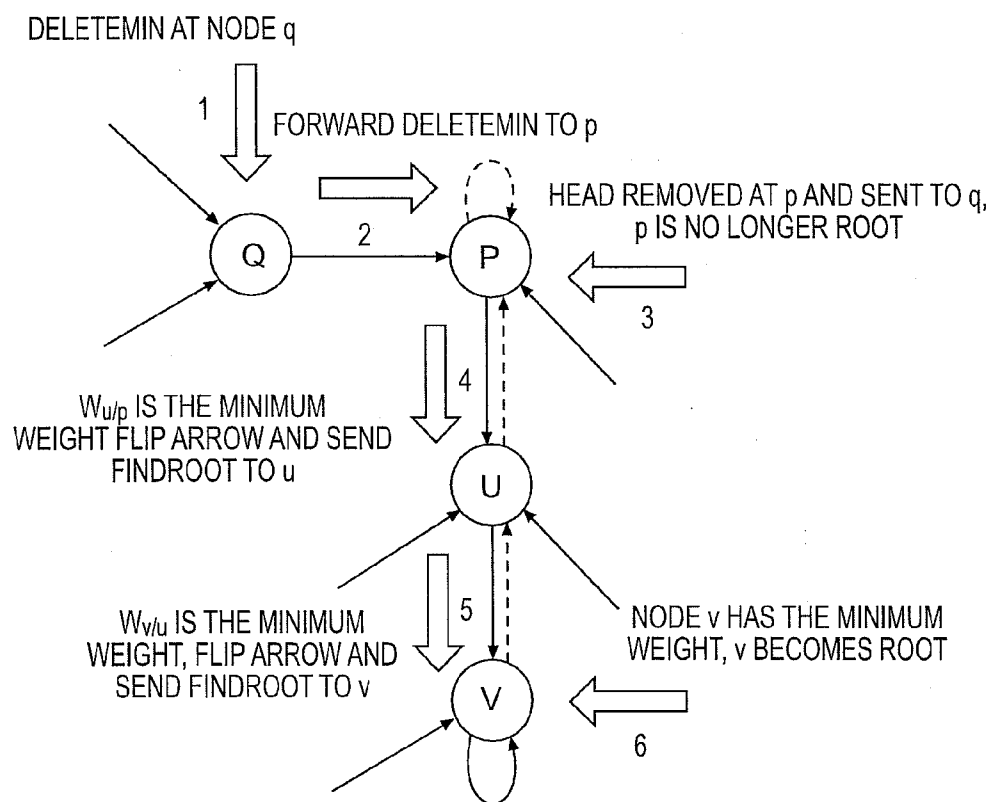 DELETEMIN AT NODE q
1
FORWARD DELETEMIN TO p
HEAD REMOVED AT p AND SENT TO q,
p IS NO LONGER ROOT
Q
2
P
3
4
Wu/p IS THE MINIMUM
WEIGHT FLIP ARROW AND SEND
FINDROOT TO u
U
5
Wv/u IS THE MINIMUM
WEIGHT, FLIP ARROW AND
SEND FINDROOT TO v
NODE v HAS THE MINIMUM
WEIGHT, v BECOMES ROOT
V
6